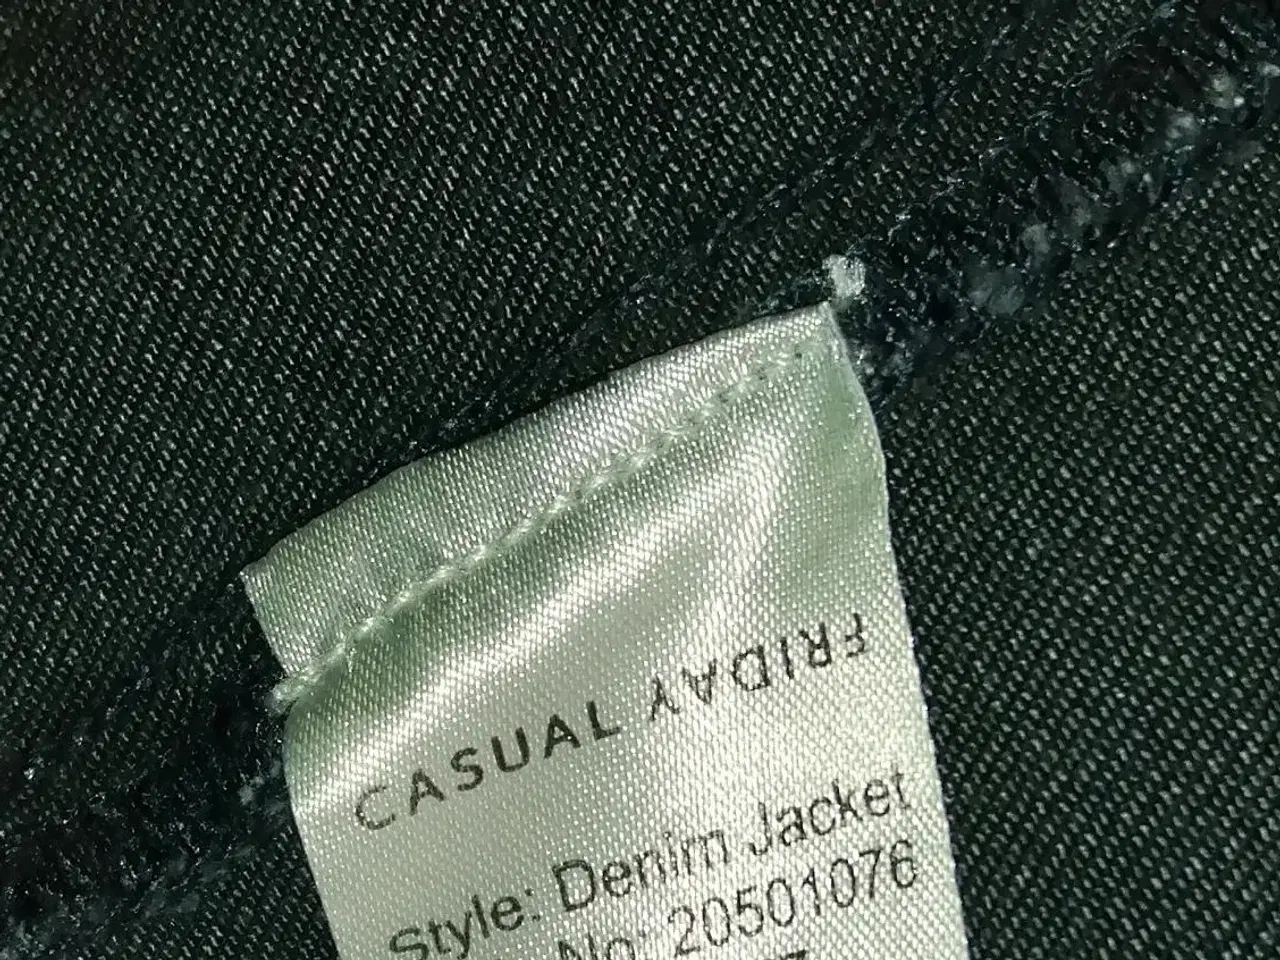 CASUAL FRIDAY
Style: Denim Jacket
No: 20501076